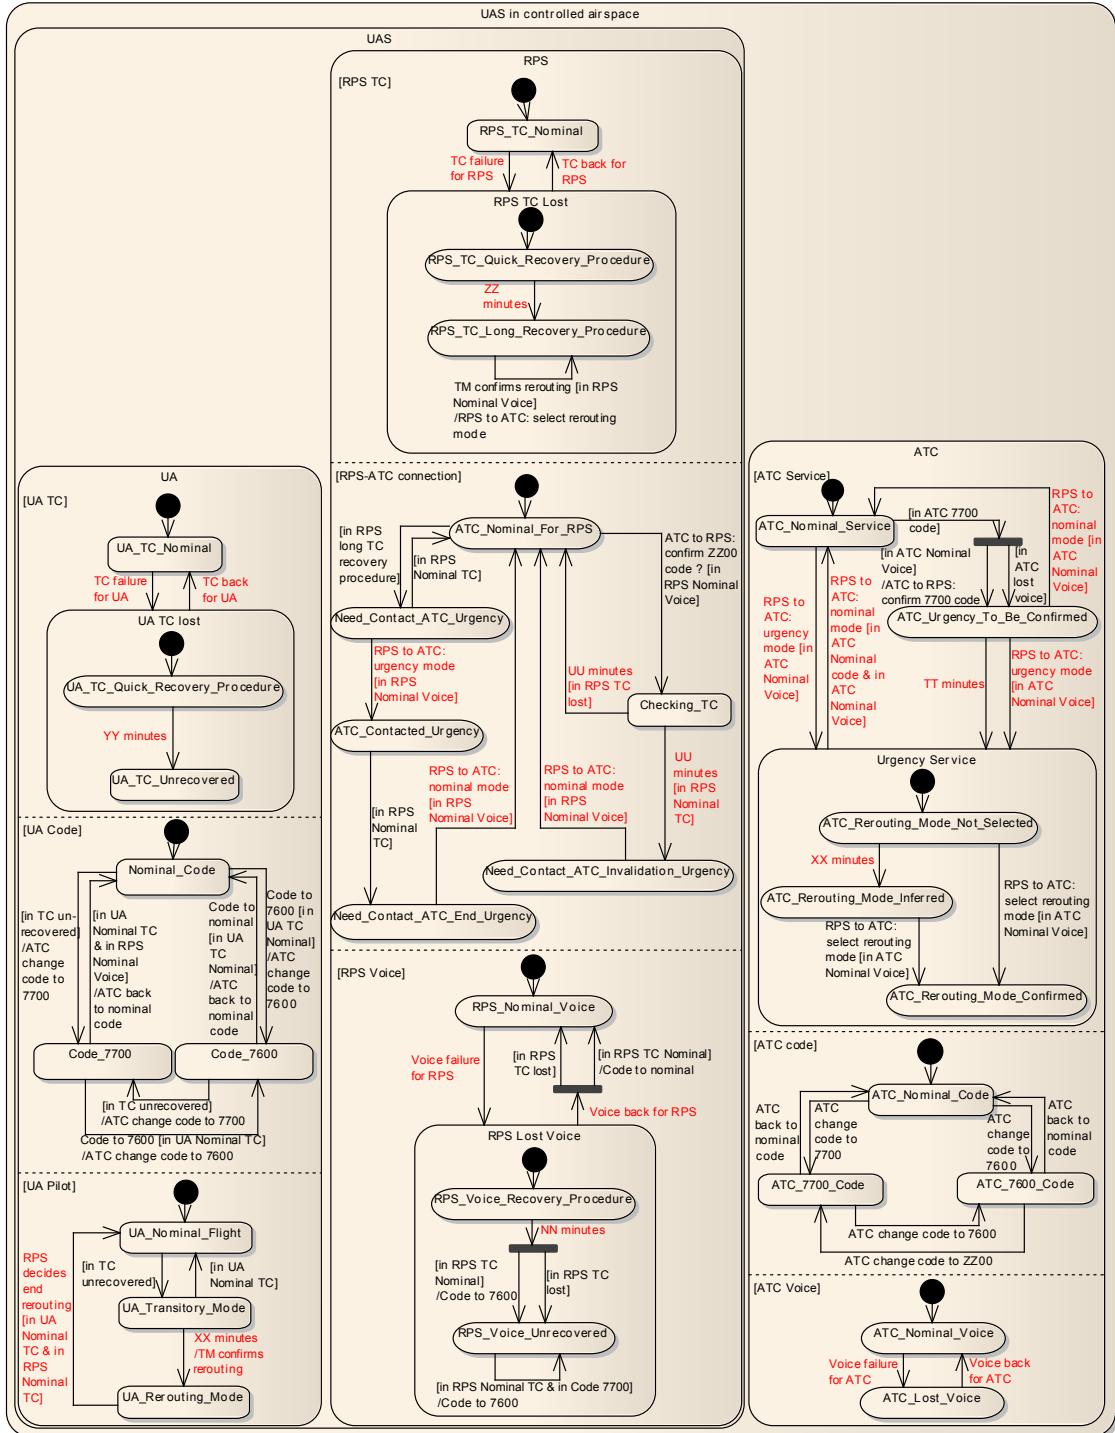 UAS in controlled airspace
UAS
RPS
[RPS TC]
RPS_TC_Nominal
TC failure
for RPS
TC back for
RPS
RPS TC Lost
RPS_TC_Quick_Recovery_Procedure
ZZ
minutes
RPS_TC_Long_Recovery_Procedure
TM confirms rerouting [in RPS
Nominal Voice]
/RPS to ATC: select rerouting
mode
UA
[UA TC]
UA_TC_Nominal
TC failure
for UA
TC back
for UA
UA TC lost
UA_TC_Quick_Recovery_Procedure
YY minutes
UA_TC_Unrecovered
[UA Code]
Nominal_Code
[in TC un-
recovered]
/ATC
change
code to
7700
[in UA
Nominal TC
& in RPS
Nominal
Voice]
/ATC back
to nominal
code
Code to
nominal
[in UA
TC
Nominal]
/ATC
back to
nominal
code
Code to
7600 [in
UA TC
Nominal]
/ATC
change
code to
7600
Code_7700
Code_7600
[in TC unrecovered]
/ATC change code to 7700
Code to 7600 [in UA Nominal TC]
/ATC change code to 7600
[UA Pilot]
UA_Nominal_Flight
RPS
decides
end
rerouting
[in UA
Nominal
TC & in
RPS
Nominal
TC]
[in TC
unrecovered]
[in UA
Nominal TC]
UA_Transitory_Mode
XX minutes
/TM confirms
rerouting
UA_Rerouting_Mode
[RPS-ATC connection]
ATC_Nominal_For_RPS
[in RPS
long TC
recovery
procedure]
[in RPS
Nominal TC]
ATC to RPS:
confirm ZZ00
code ? [in
RPS Nominal
Voice]
Need_Contact_ATC_Urgency
RPS to ATC:
urgency mode
[in RPS
Nominal Voice]
UU minutes
[in RPS TC
lost]
Checking_TC
ATC_Contacted_Urgency
RPS to ATC:
nominal mode
[in RPS
Nominal Voice]
RPS to ATC:
nominal mode
[in RPS
Nominal Voice]
UU
minutes
[in RPS
Nominal
TC]
[in RPS
Nominal
TC]
Need_Contact_ATC_Invalidation_Urgency
Need_Contact_ATC_End_Urgency
[RPS Voice]
RPS_Nominal_Voice
Voice failure
for RPS
[in RPS
TC lost]
[in RPS TC Nominal]
/Code to nominal
Voice back for RPS
RPS Lost Voice
RPS_Voice_Recovery_Procedure
NN minutes
[in RPS TC
Nominal]
/Code to 7600
[in RPS TC
lost]
RPS_Voice_Unrecovered
[in RPS Nominal TC & in Code 7700]
/Code to 7600
ATC
[ATC Service]
ATC_Nominal_Service
[in ATC 7700
code]
RPS to
ATC:
nominal
mode [in
ATC
Nominal Voice]
[in ATC Nominal
Voice]
/ATC to RPS:
confirm 7700 code
[in
ATC
lost
voice]
ATC_Urgency_To_Be_Confirmed
RPS to
ATC:
urgency
mode [in
ATC
Nominal
Voice]
RPS to
ATC:
nominal
mode [in
ATC
Nominal
code & in
ATC
Nominal Voice]
TT minutes
RPS to ATC:
urgency mode
[in ATC
Nominal Voice]
Urgency Service
ATC_Rerouting_Mode_Not_Selected
XX minutes
ATC_Rerouting_Mode_Inferred
RPS to ATC:
select rerouting
mode [in ATC
Nominal Voice]
RPS to ATC:
select rerouting
mode [in ATC
Nominal Voice]
ATC_Rerouting_Mode_Confirmed
[ATC code]
ATC_Nominal_Code
ATC
back to
nominal
code
ATC
change
code to
7700
ATC
change
code to
7600
ATC
back to
nominal
code
ATC_7700_Code
ATC_7600_Code
ATC change code to 7600
ATC change code to ZZ00
[ATC Voice]
ATC_Nominal_Voice
Voice failure
for ATC
Voice back
for ATC
ATC_Lost_Voice